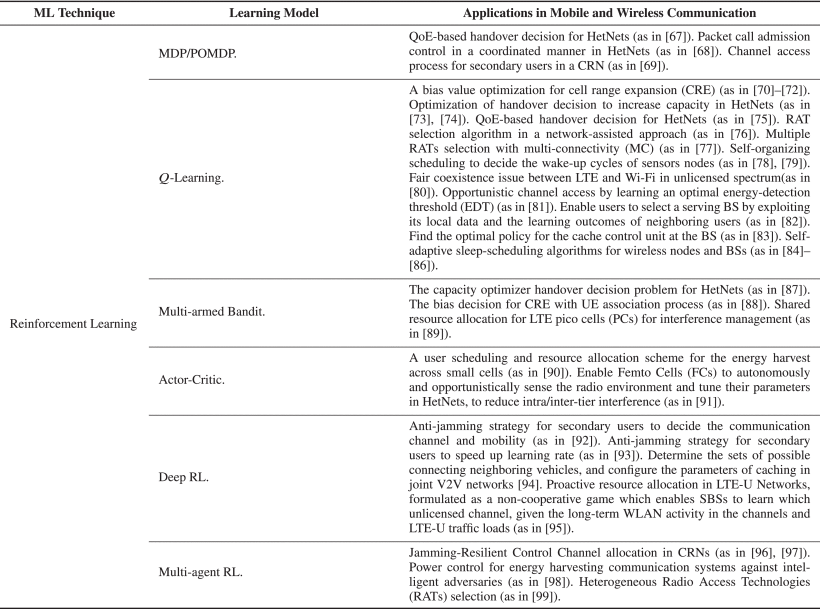 ML Technique Learning Model Applications in Mobile and Wireless Communication
Reinforcement Learning
MDP/POMDP.
QoE-based handover decision for HetNets (as in [67]). Packet call admission
control in a coordinated manner in HetNets (as in [68]). Channel access
process for secondary users in a CRN (as in [69]).
Q-Learning.
A bias value optimization for cell range expansion (CRE) (as in [70]–[72]).
Optimization of handover decision to increase capacity in HetNets (as in
[73], [74]). QoE-based handover decision for HetNets (as in [75]). RAT
selection algorithm in a network-assisted approach (as in [76]). Multiple
RATs selection with multi-connectivity (MC) (as in [77]). Self-organizing
scheduling to decide the wake-up cycles of sensors nodes (as in [78], [79]).
Fair coexistence issue between LTE and Wi-Fi in unlicensed spectrum(as in
[80]). Opportunistic channel access by learning an optimal energy-detection
threshold (EDT) (as in [81]). Enable users to select a serving BS by exploiting
its local data and the learning outcomes of neighboring users (as in [82]).
Find the optimal policy for the cache control unit at the BS (as in [83]). Self-
adaptive sleep-scheduling algorithms for wireless nodes and BSs (as in [84]–
[86]).
Multi-armed Bandit.
The capacity optimizer handover decision problem for HetNets (as in [87]).
The bias decision for CRE with UE association process (as in [88]). Shared
resource allocation for LTE pico cells (PCs) for interference management (as
in [89]).
Actor-Critic.
A user scheduling and resource allocation scheme for the energy harvest
across small cells (as in [90]). Enable Femto Cells (FCs) to autonomously
and opportunistically sense the radio environment and tune their parameters
in HetNets, to reduce intra/inter-tier interference (as in [91]).
Deep RL.
Anti-jamming strategy for secondary users to decide the communication
channel and mobility (as in [92]). Anti-jamming strategy for secondary
users to speed up learning rate (as in [93]). Determine the sets of possible
connecting neighboring vehicles, and configure the parameters of caching in
joint V2V networks [94]. Proactive resource allocation in LTE-U Networks,
formulated as a non-cooperative game which enables SBSs to learn which
unlicensed channel, given the long-term WLAN activity in the channels and
LTE-U traffic loads (as in [95]).
Multi-agent RL.
Jamming-Resilient Control Channel allocation in CRNs (as in [96], [97]).
Power control for energy harvesting communication systems against intel-
ligent adversaries (as in [98]). Heterogeneous Radio Access Technologies
(RATs) selection (as in [99]).